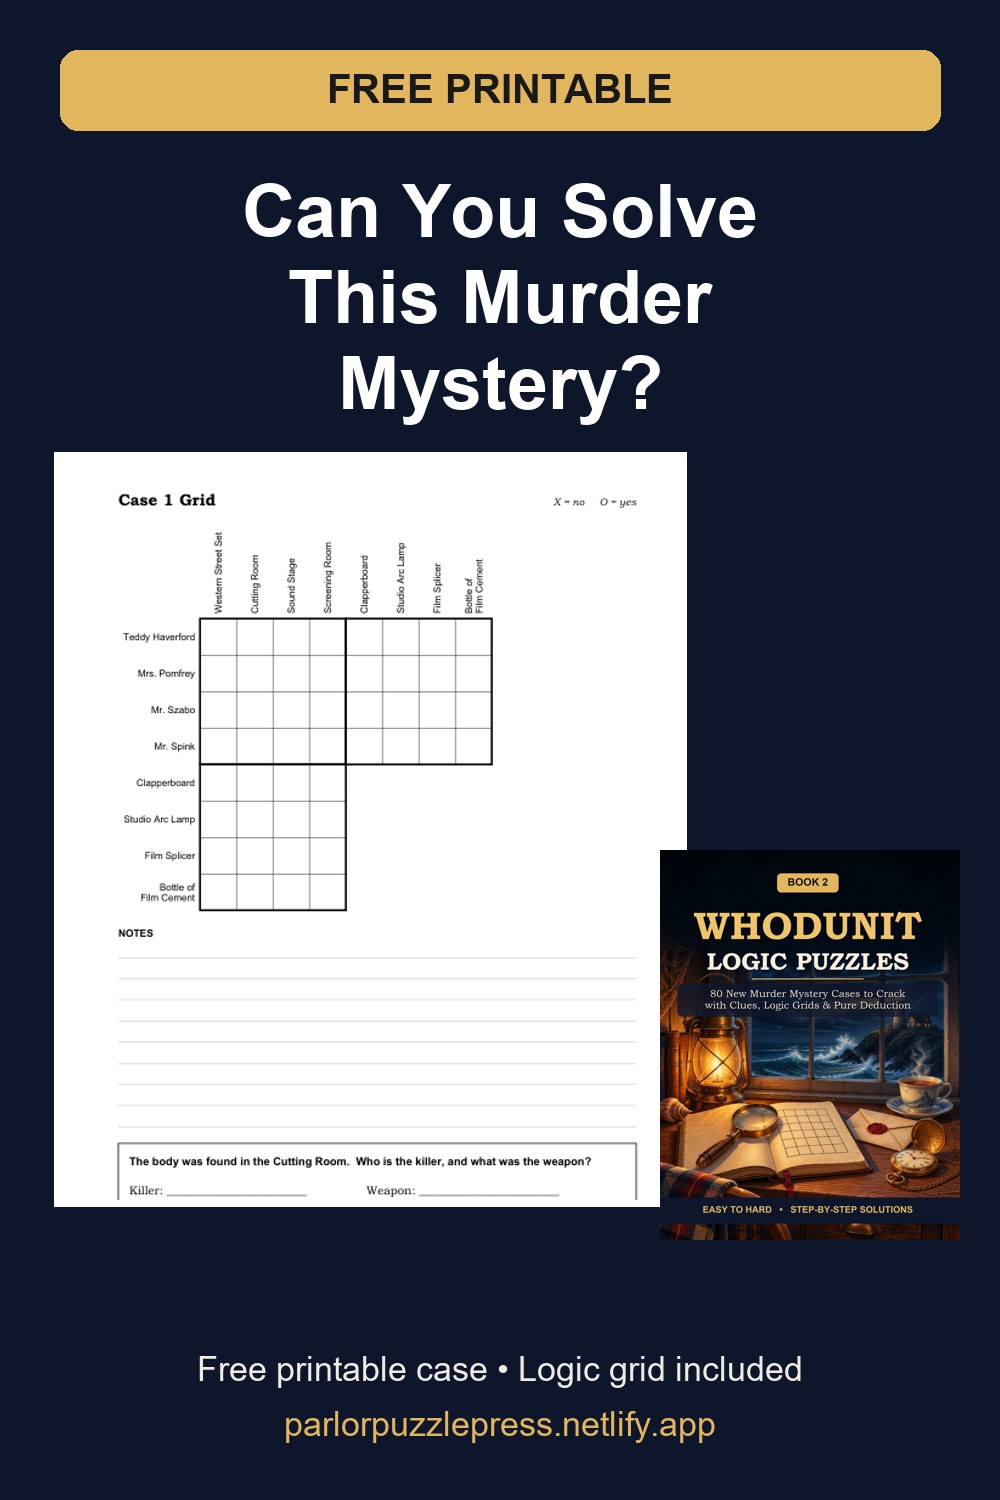 FREE PRINTABLE
Can You Solve
This Murder
Mystery?
Case 1 Grid
X = no O = yes
Western Street Set
Cutting Room
Sound Stage
Screening Room
Clapperboard
Studio Arc Lamp
Film Splicer
Bottle of
Film Cement
Teddy Haverford
Mrs. Pomfrey
Mr. Szabo
Mr. Spink
Clapperboard
Studio Arc Lamp
Film Splicer
Bottle of
Film Cement
NOTES
The body was found in the Cutting Room. Who is the killer, and what was the weapon?
Killer: ____________________ Weapon: ____________________
BOOK 2
WHODUNIT
LOGIC PUZZLES
80 New Murder Mystery Cases to Crack
with Clues, Logic Grids & Pure Deduction
EASY TO HARD • STEP-BY-STEP SOLUTIONS
Free printable case • Logic grid included
parlorpuzzlepress.netlify.app